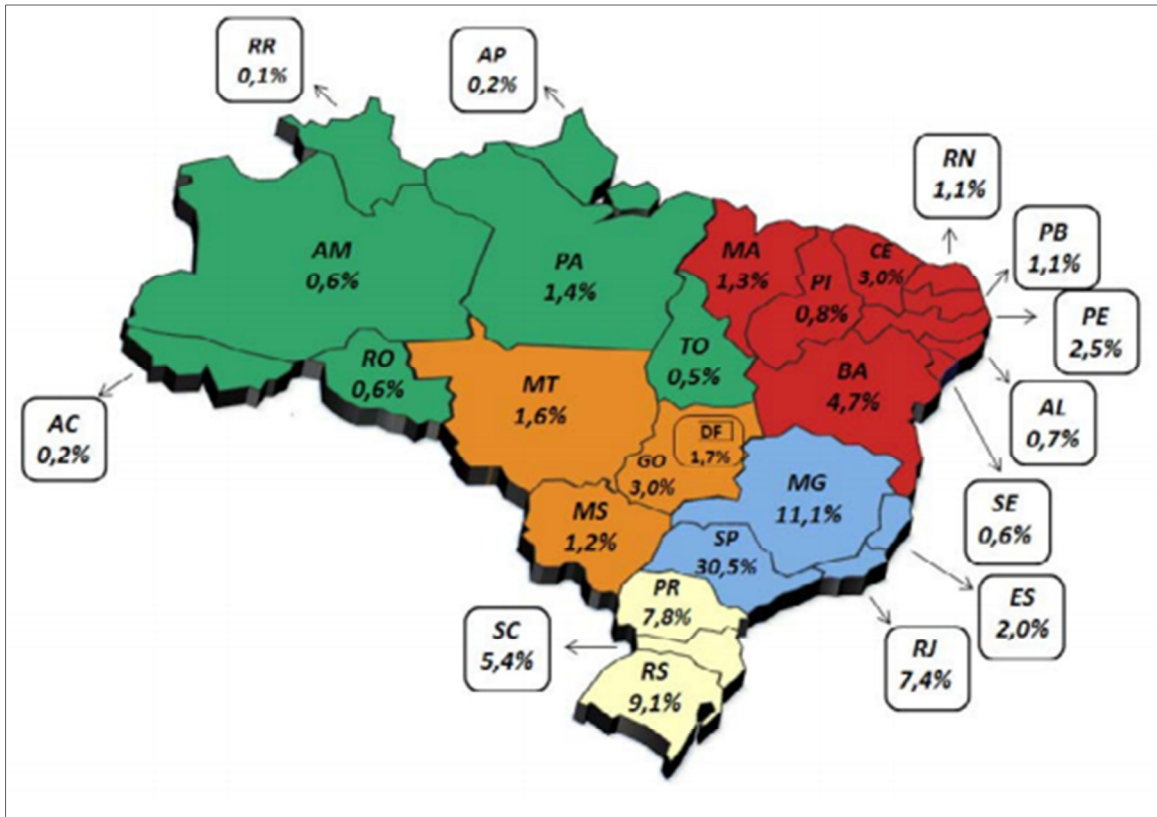 RR
0,1%
AP
0,2%
RN
1,1%
PB
1,1%
PE
2,5%
AM
0,6%
PA
1,4%
MA
1,3%
PI
0,8%
CE
3,0%
TO
0,5%
BA
4,7%
AL
0,7%
RO
0,6%
MT
1,6%
AC
0,2%
DF
1,7%
GO
3,0%
MG
11,1%
SE
0,6%
MS
1,2%
SP
30,5%
ES
2,0%
PR
7,8%
SC
5,4%
RJ
7,4%
RS
9,1%